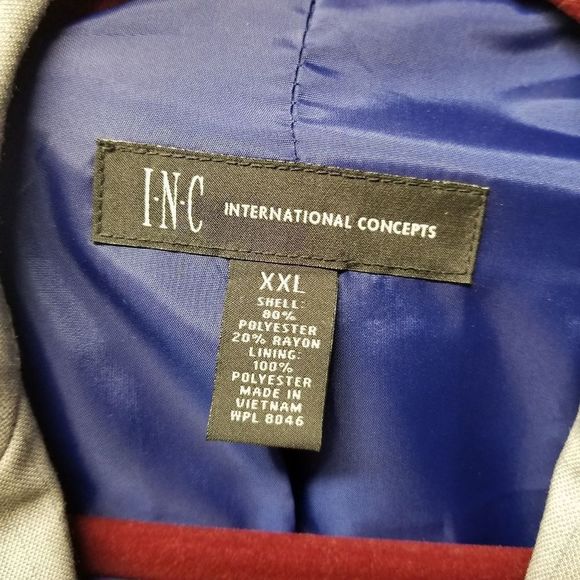 I·N·C INTERNATIONAL CONCEPTS
XXL
SHELL:
80%
POLYESTER
20% RAYON
LINING:
100%
POLYESTER
MADE IN
VIETNAM
WPL 8046